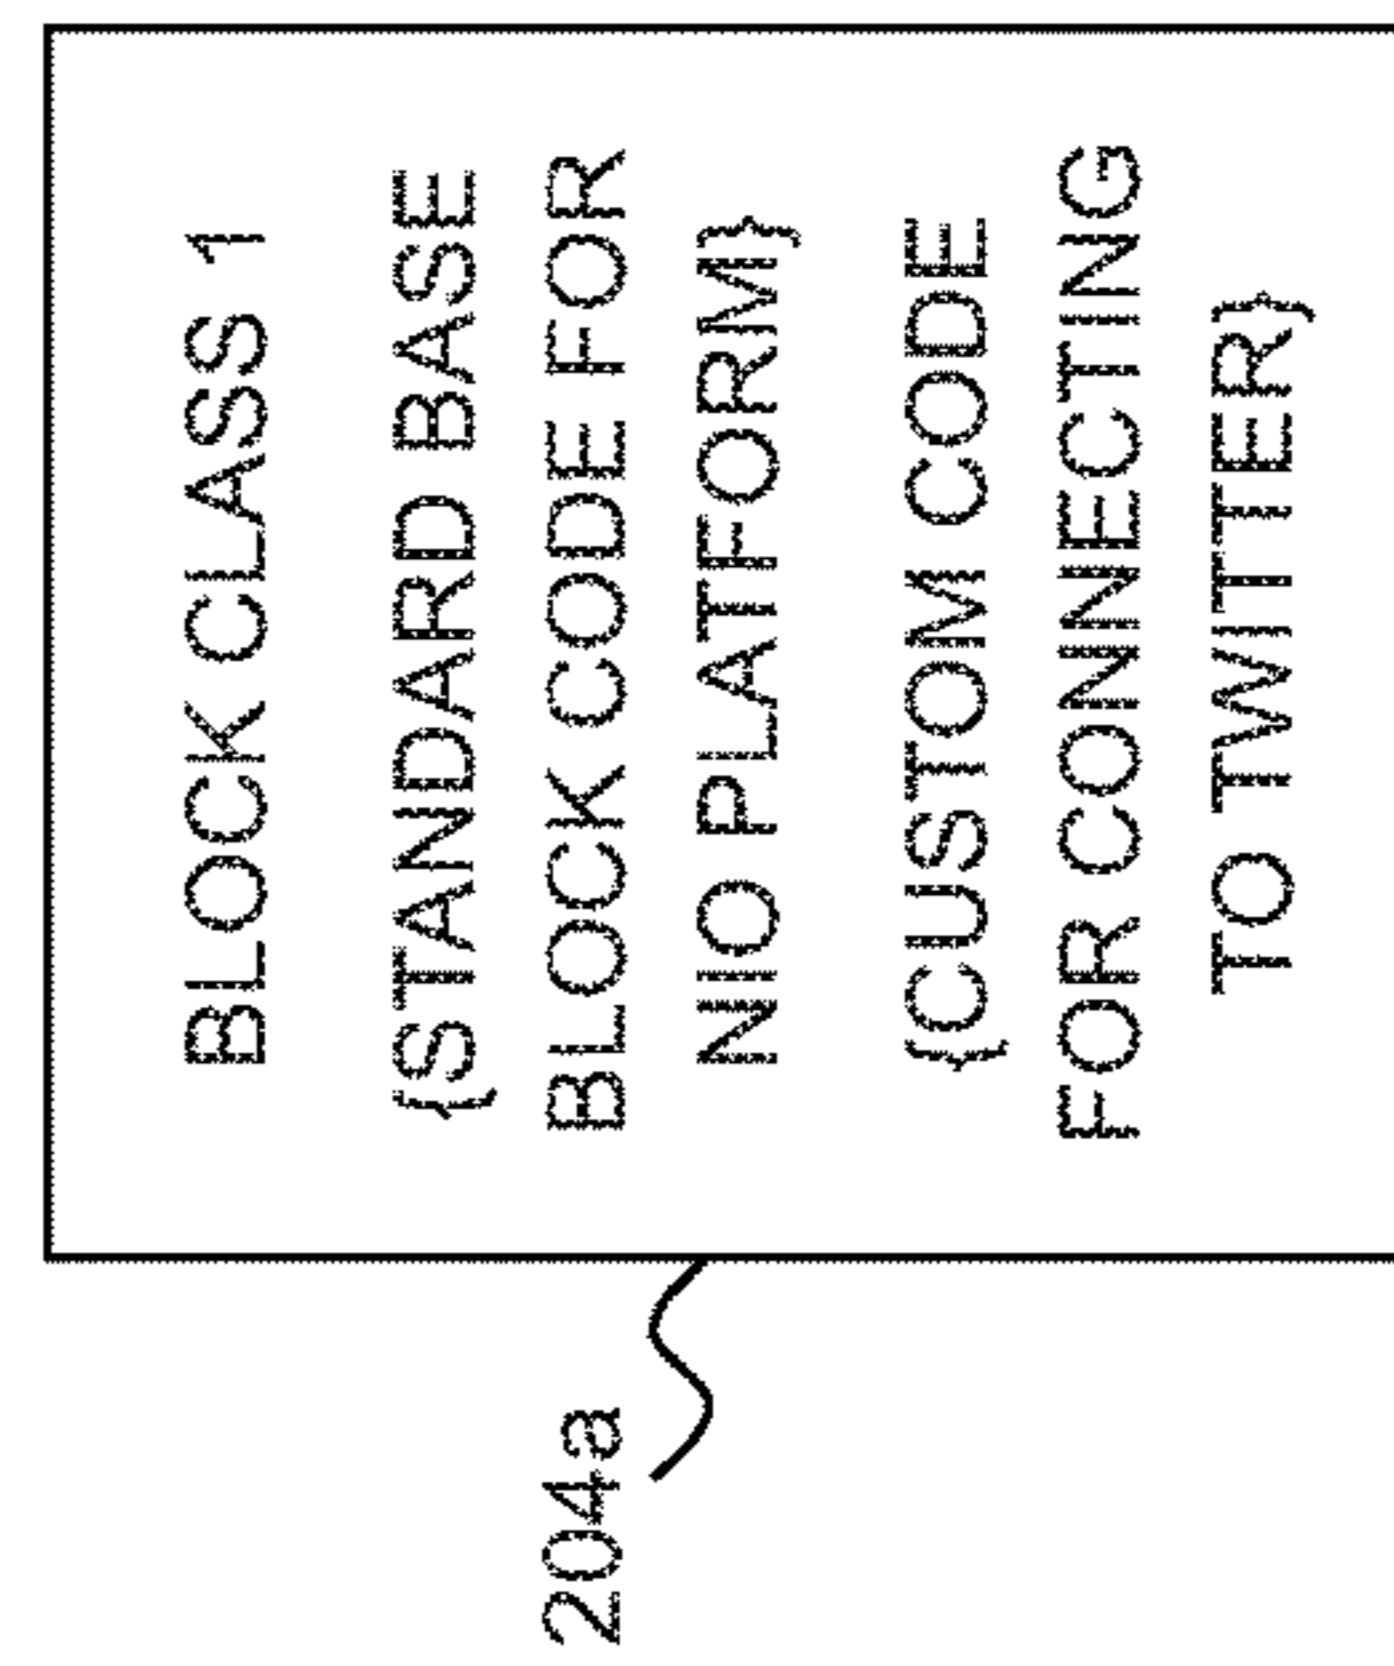 BLOCK CLASS 1
{STANDARD BASE
BLOCK CODE FOR
NIO PLATFORM}
{CUSTOM CODE
FOR CONNECTING
TO TWITTER}
204a